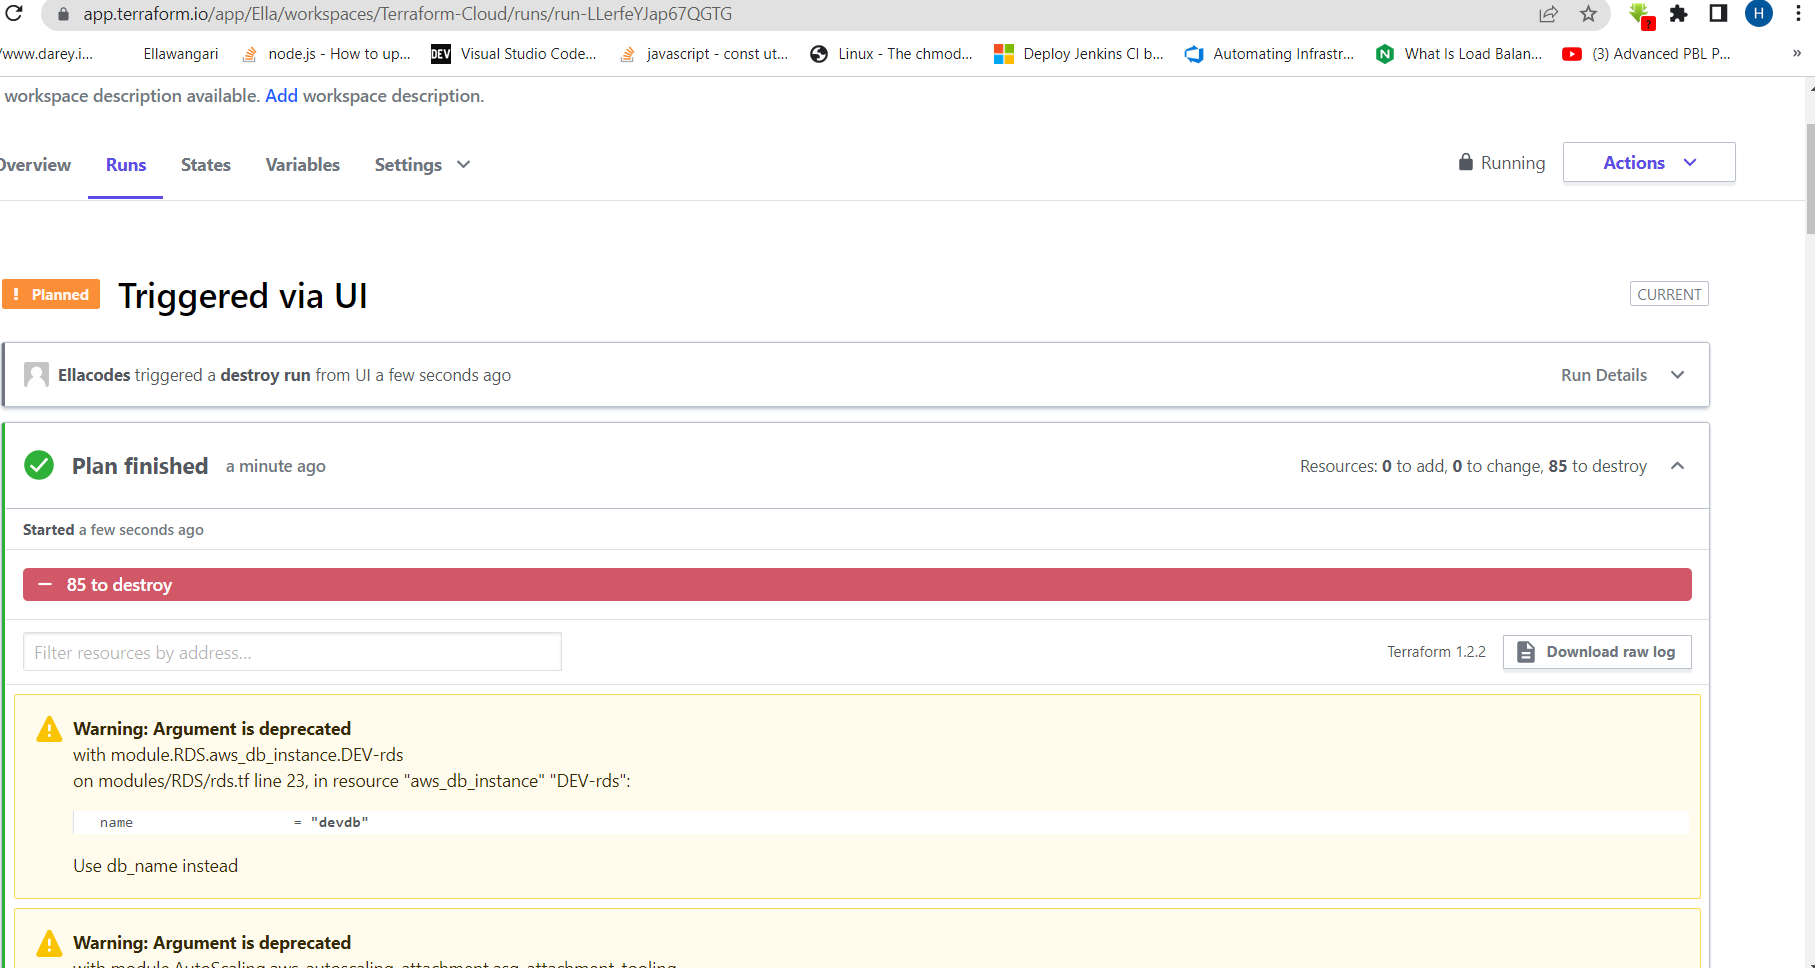 app.terraform.io/app/Ella/workspaces/Terraform-Cloud/runs/run-LLerfeYJap67QGTG
H
/www.darey.i... Ellawangari node.js - How to up... DEV Visual Studio Code... javascript - const ut... Linux - The chmod... Deploy Jenkins CI b... Automating Infrastr... N What Is Load Balan... (3) Advanced PBL P... »
workspace description available. Add workspace description.
Overview Runs States Variables Settings Running Actions
! Planned Triggered via UI CURRENT
Ellacodes triggered a destroy run from UI a few seconds ago Run Details
Plan finished a minute ago Resources: 0 to add, 0 to change, 85 to destroy
Started a few seconds ago
− 85 to destroy
Filter resources by address... Terraform 1.2.2 Download raw log
Warning: Argument is deprecated
with module.RDS.aws_db_instance.DEV-rds
on modules/RDS/rds.tf line 23, in resource "aws_db_instance" "DEV-rds":
name = "devdb"
Use db_name instead
Warning: Argument is deprecated
with module.AutoScaling.aws_autoscaling_attachment.asg_attachment_tooling